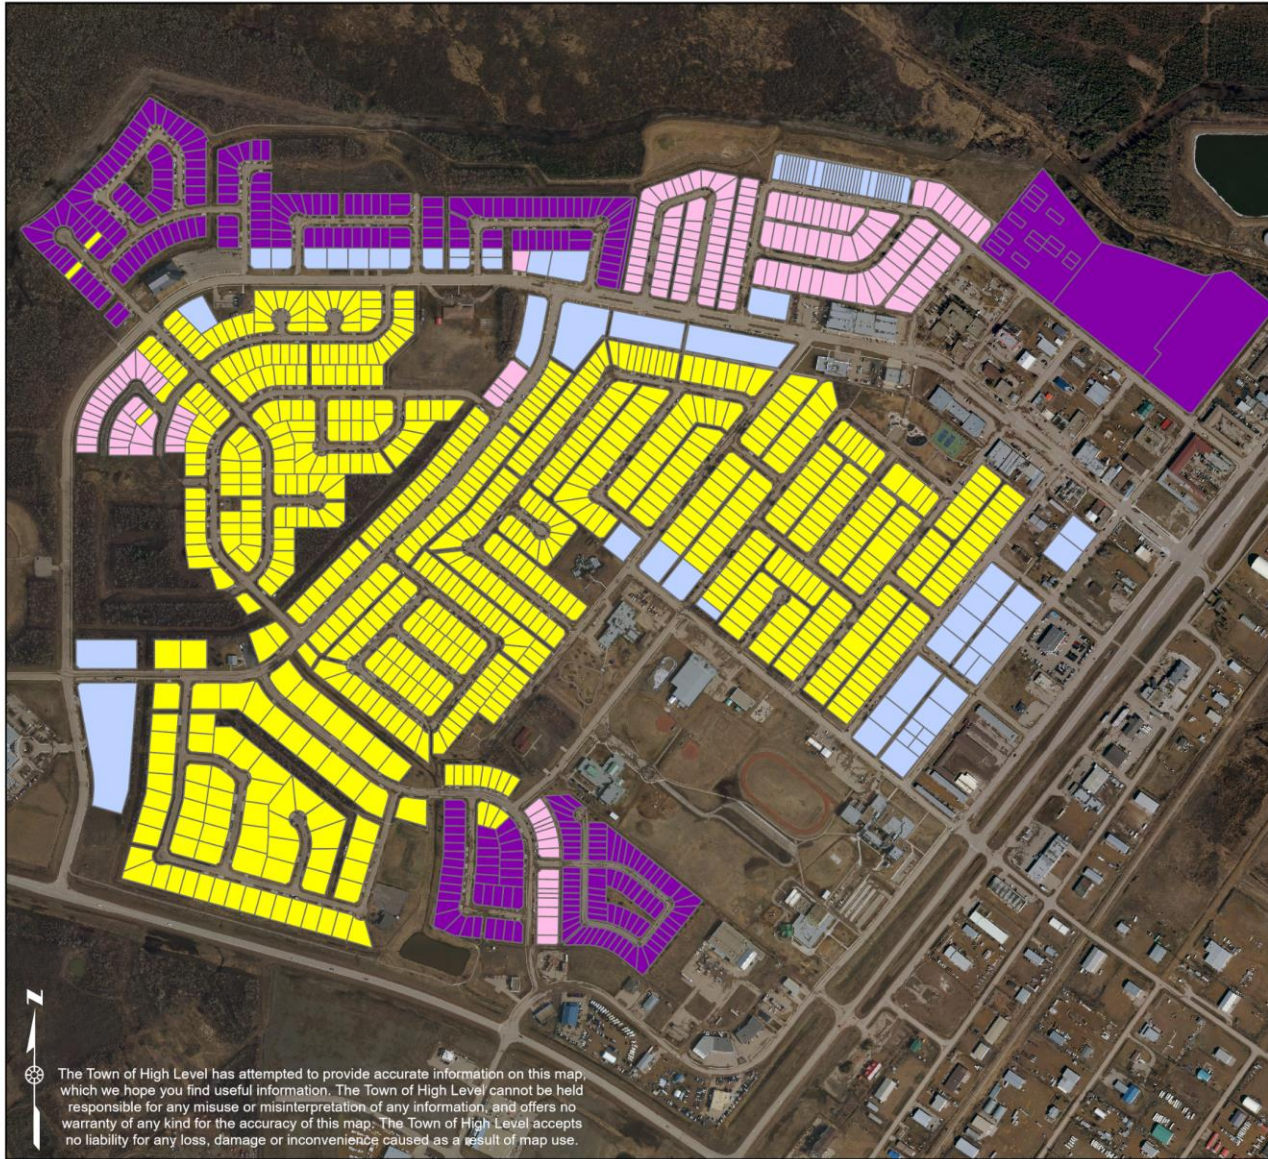 N
The Town of High Level has attempted to provide accurate information on this map,
which we hope you find useful information. The Town of High Level cannot be held
responsible for any misuse or misinterpretation of any information, and offers no
warranty of any kind for the accuracy of this map. The Town of High Level accepts
no liability for any loss, damage or inconvenience caused as a result of map use.